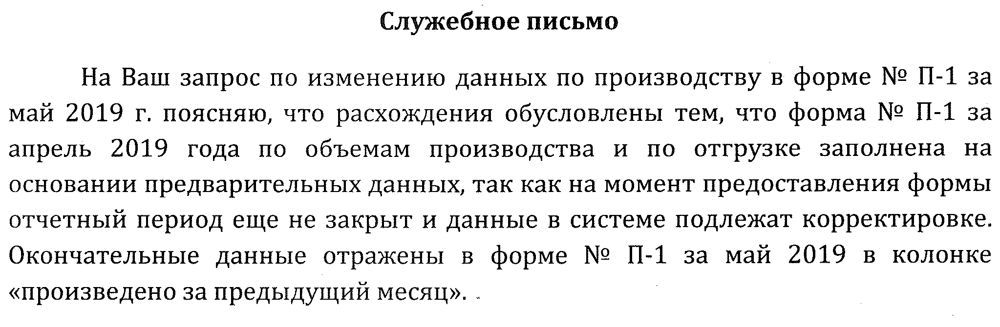 Служебное письмо
На Ваш запрос по изменению данных по производству в форме № П-1 за
май 2019 г. поясняю, что расхождения обусловлены тем, что форма № П-1 за
апрель 2019 года по объемам производства и по отгрузке заполнена на
основании предварительных данных, так как на момент предоставления формы
отчетный период еще не закрыт и данные в системе подлежат корректировке.
Окончательные данные отражены в форме № П-1 за май 2019 в колонке
«произведено за предыдущий месяц».